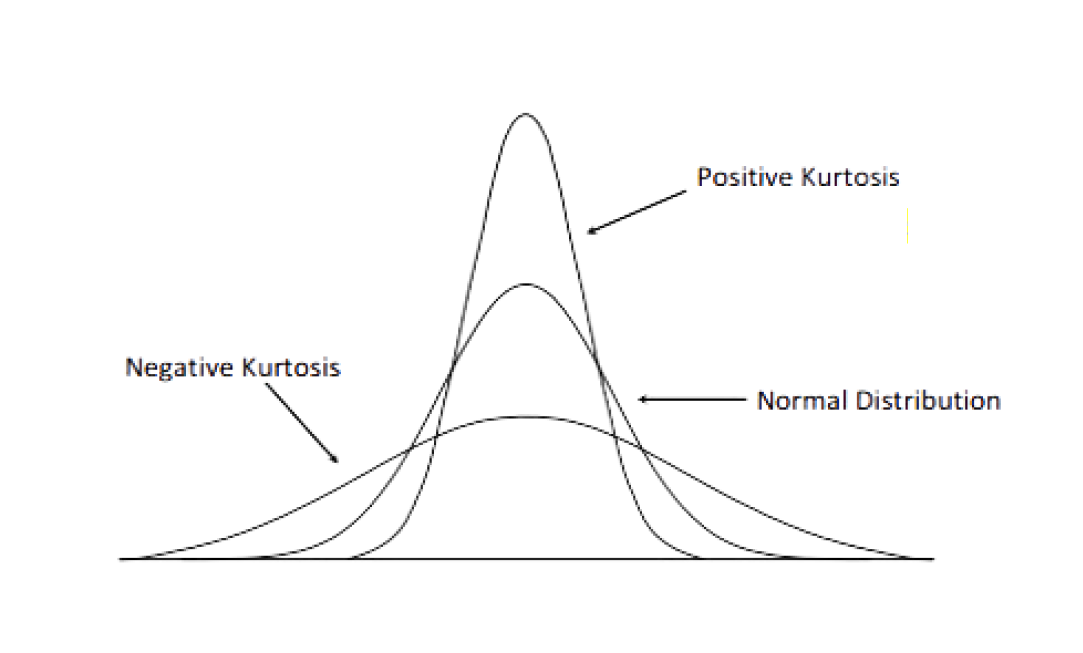 Positive Kurtosis
Negative Kurtosis
Normal Distribution